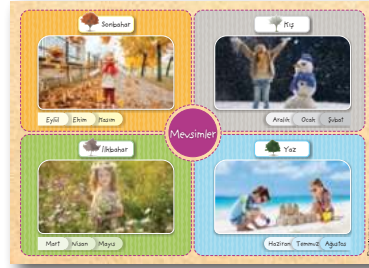 Sonbahar
Kış
Eylül Ekim Kasım
Aralık Ocak Şubat
Mevsimler
İlkbahar
Yaz
Mart Nisan Mayıs
Haziran Temmuz Ağustos